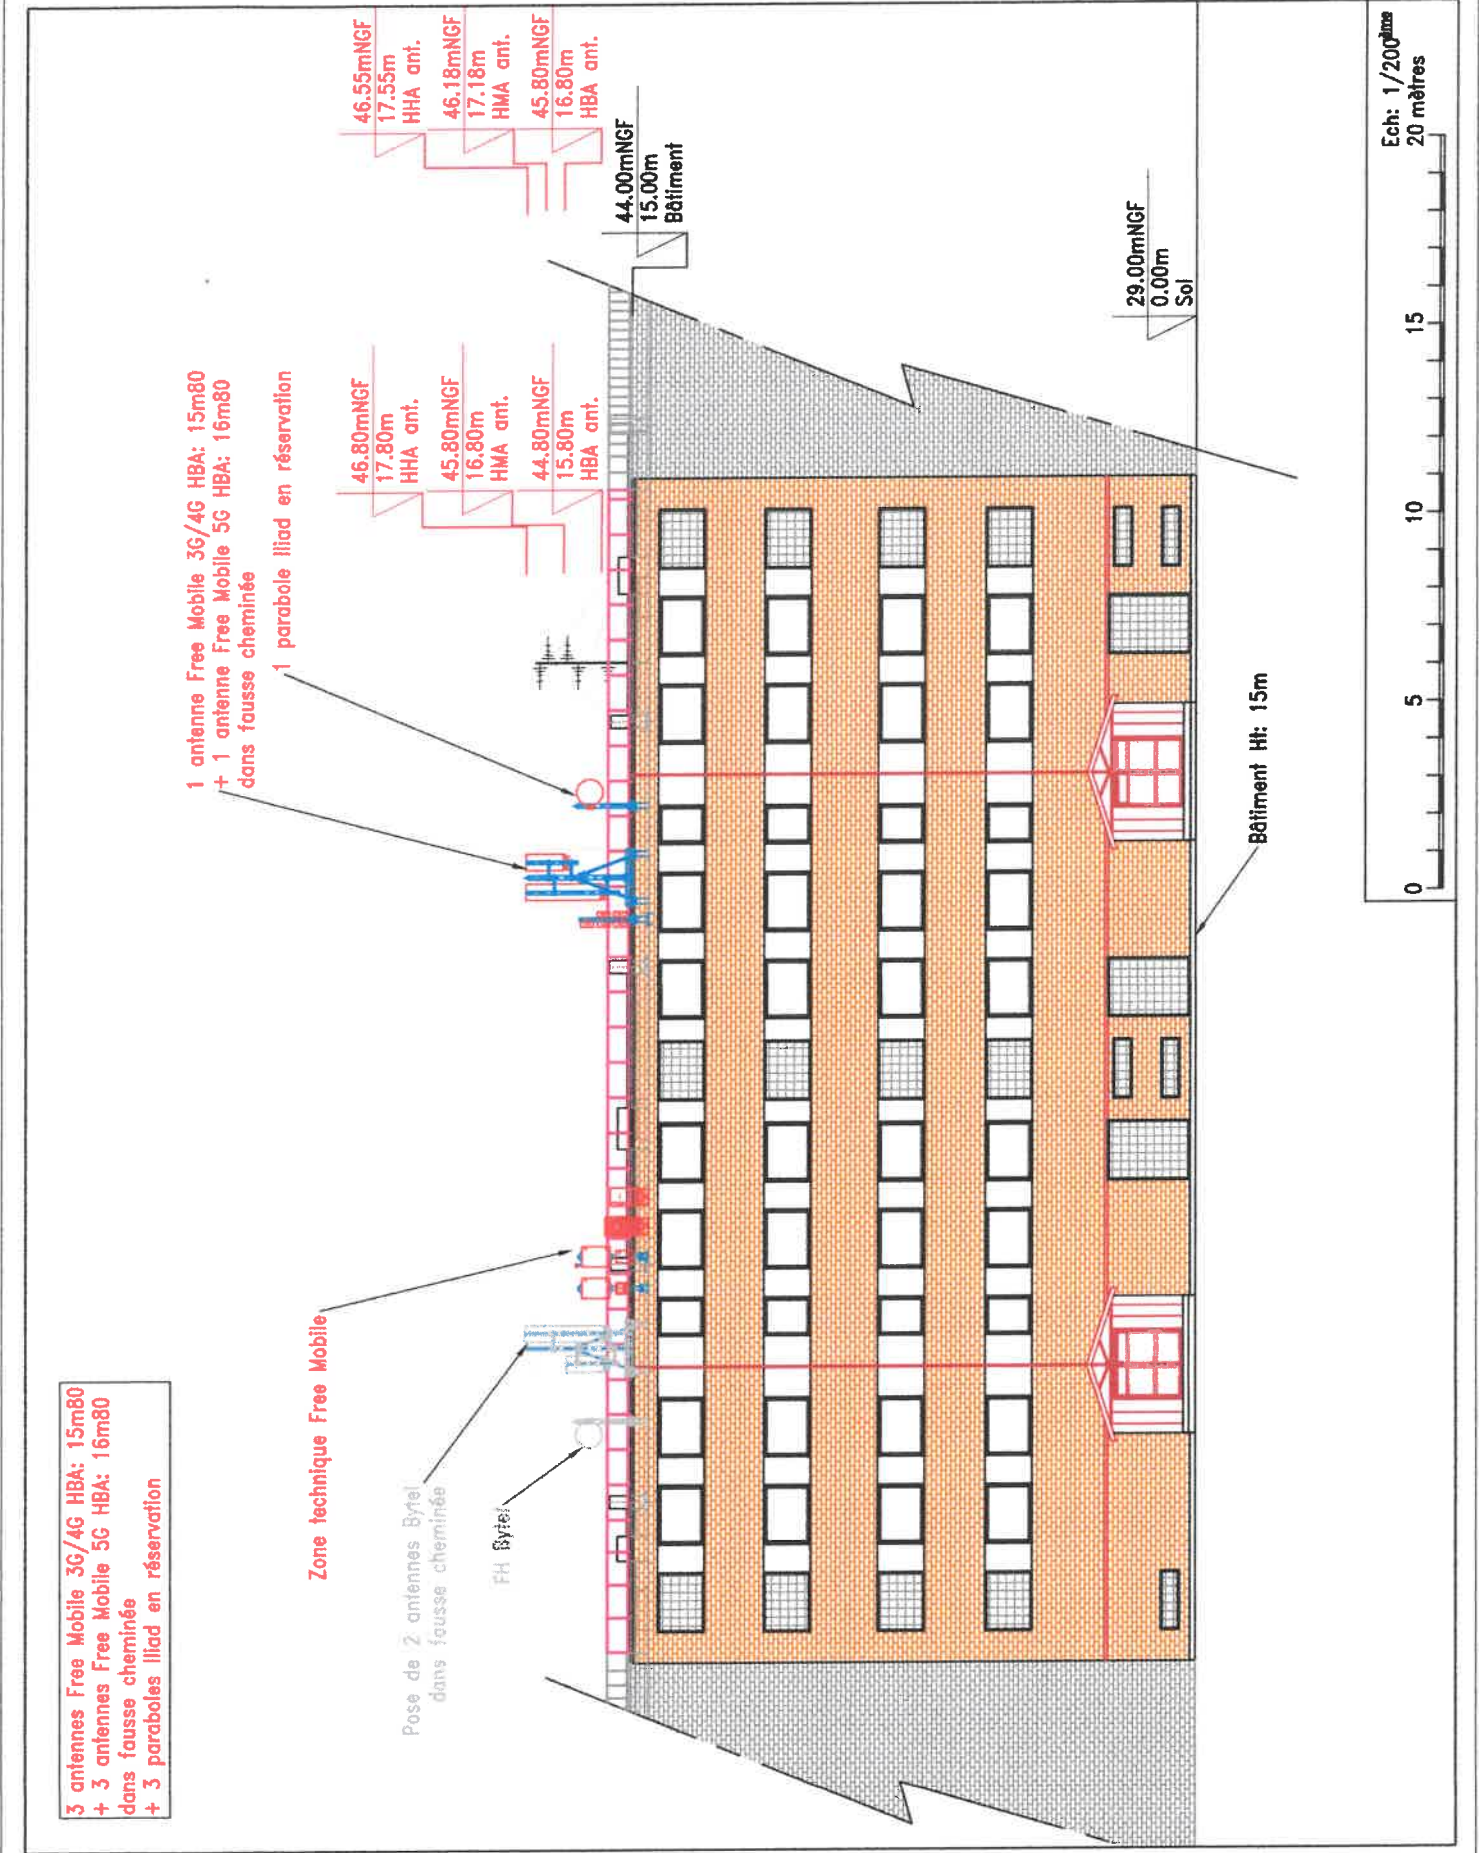 3 antennes Free Mobile 3G/4G HBA: 15m80
+ 3 antennes Free Mobile 5G HBA: 16m80
dans fausse cheminée
+ 3 paraboles Iliad en réservation
Zone technique Free Mobile
Pose de 2 antennes Bytel
dans fausse cheminée
FH Bytel
1 antenne Free Mobile 3G/4G HBA: 15m80
+ 1 antenne Free Mobile 5G HBA: 16m80
dans fausse cheminée
1 parabole Iliad en réservation
46.80mNGF
17.80m
HHA ant.
45.80mNGF
16.80m
HMA ant.
44.80mNGF
15.80m
HBA ant.
46.55mNGF
17.55m
HHA ant.
46.18mNGF
17.18m
HMA ant.
45.80mNGF
16.80m
HBA ant.
44.00mNGF
15.00m
Bâtiment
29.00mNGF
0.00m
Sol
Bâtiment Ht: 15m
Ech: 1/200ème
20 mètres
0
5
10
15